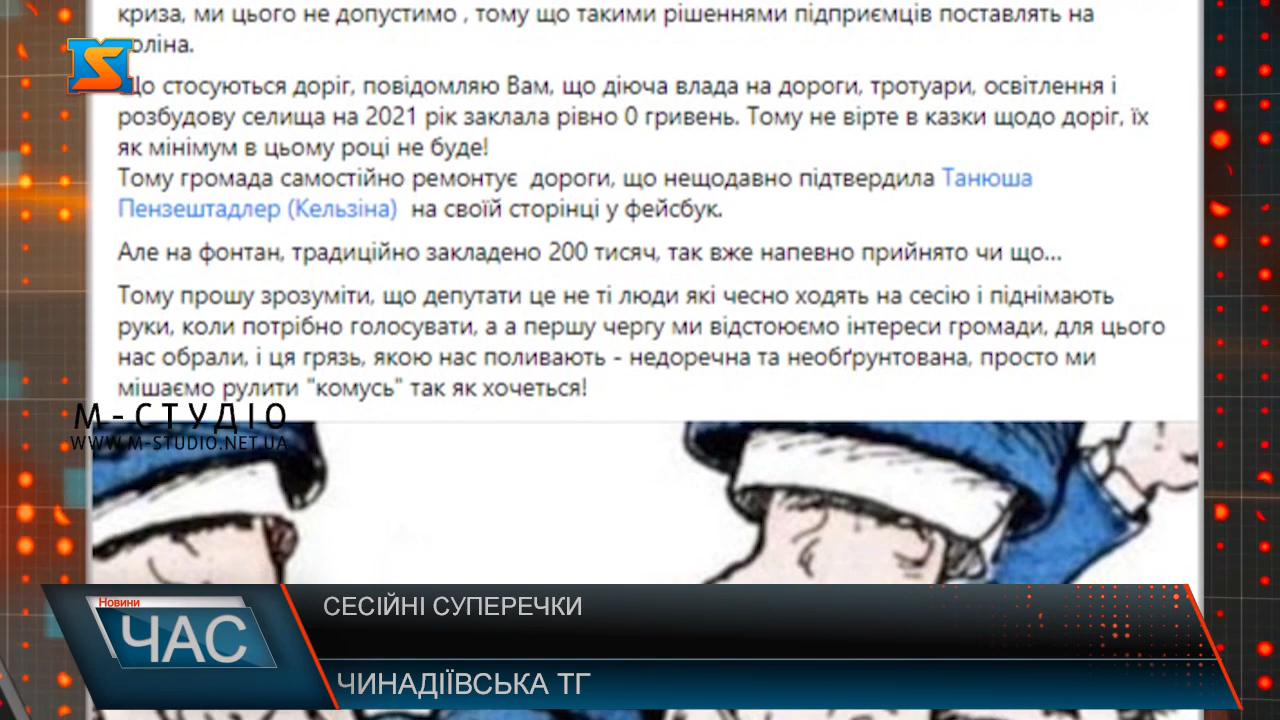 криза, ми цього не допустимо , тому що такими рішеннями підприємців поставлять на
коліна.
Що стосуються доріг, повідомляю Вам, що діюча влада на дороги, тротуари, освітлення і
розбудову селища на 2021 рік заклала рівно 0 гривень. Тому не вірте в казки щодо доріг, їх
як мінімум в цьому році не буде!
Тому громада самостійно ремонтує дороги, що нещодавно підтвердила Танюша
Пензештадлер (Кельзіна) на своїй сторінці у фейсбук.
Але на фонтан, традиційно закладено 200 тисяч, так вже напевно прийнято чи що...
Тому прошу зрозуміти, що депутати це не ті люди які чесно ходять на сесію і піднімають
руки, коли потрібно голосувати, а а першу чергу ми відстоюємо інтереси громади, для цього
нас обрали, і ця грязь, якою нас поливають - недоречна та необґрунтована, просто ми
мішаємо рулити "комусь" так як хочеться!
М-СТУДІО
WWW.M-STUDIO.NET.UA
Новини
ЧАС
СЕСІЙНІ СУПЕРЕЧКИ
ЧИНАДІЇВСЬКА ТГ